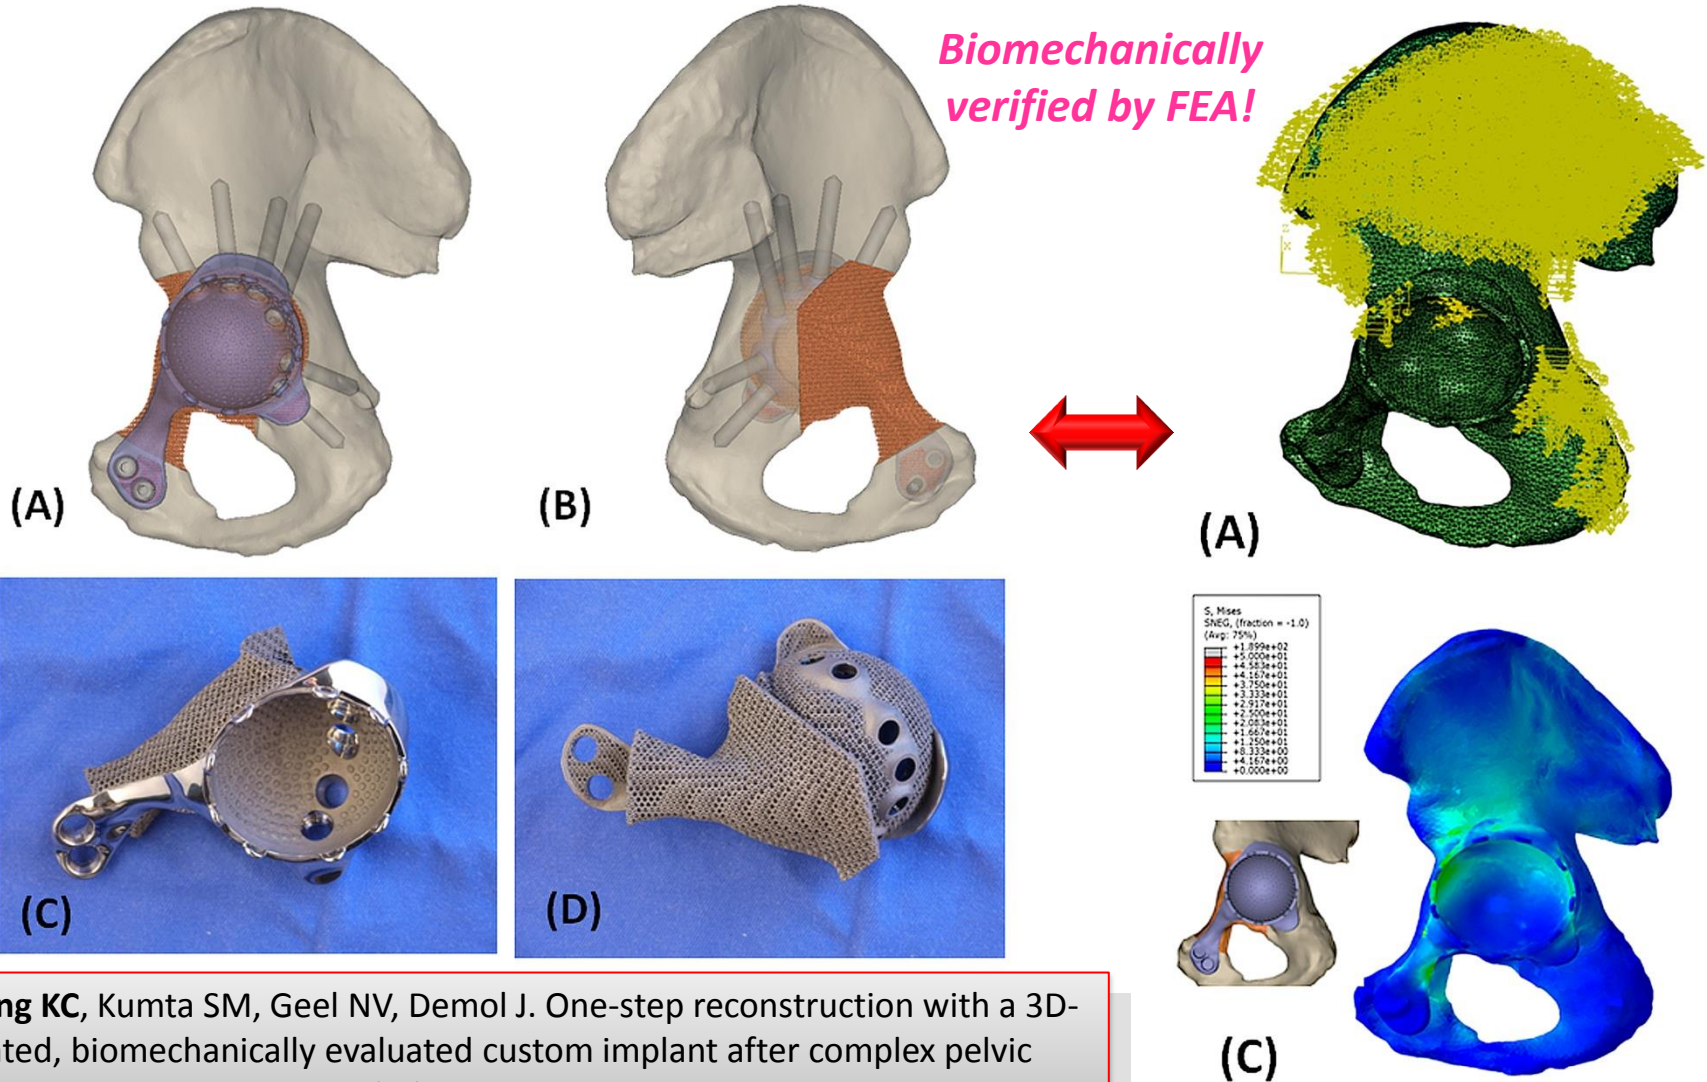 Biomechanically
verified by FEA!
(A)
(B)
(A)
S, Mises
SNEG, (fraction = -1.0)
(Avg: 75%)
+1.899e+02
+5.000e+01
+4.583e+01
+4.167e+01
+3.750e+01
+3.333e+01
+2.917e+01
+2.500e+01
+2.083e+01
+1.667e+01
+1.250e+01
+8.333e+00
+4.167e+00
+0.000e+00
(C)
(D)
(C)
ng KC, Kumta SM, Geel NV, Demol J. One-step reconstruction with a 3D-
ted, biomechanically evaluated custom implant after complex pelvic